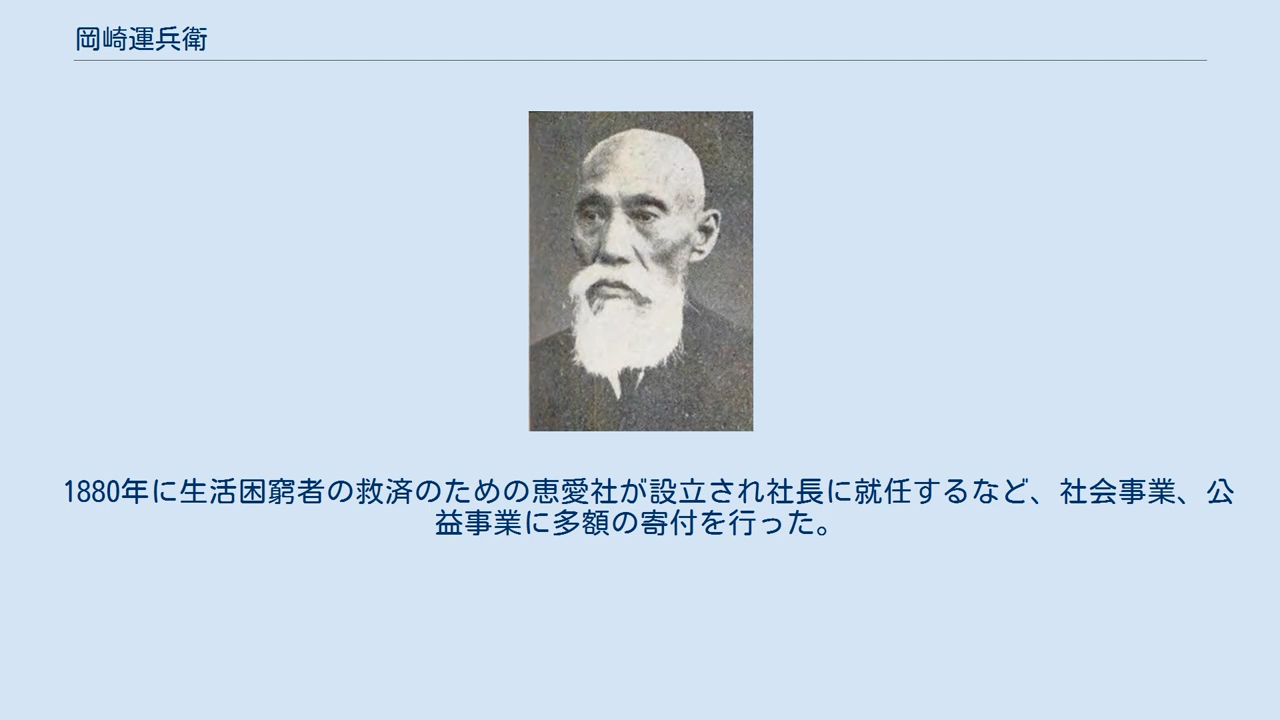 岡崎運兵衛
1880年に生活困窮者の救済のための恵愛社が設立され社長に就任するなど、社会事業、公
益事業に多額の寄付を行った。